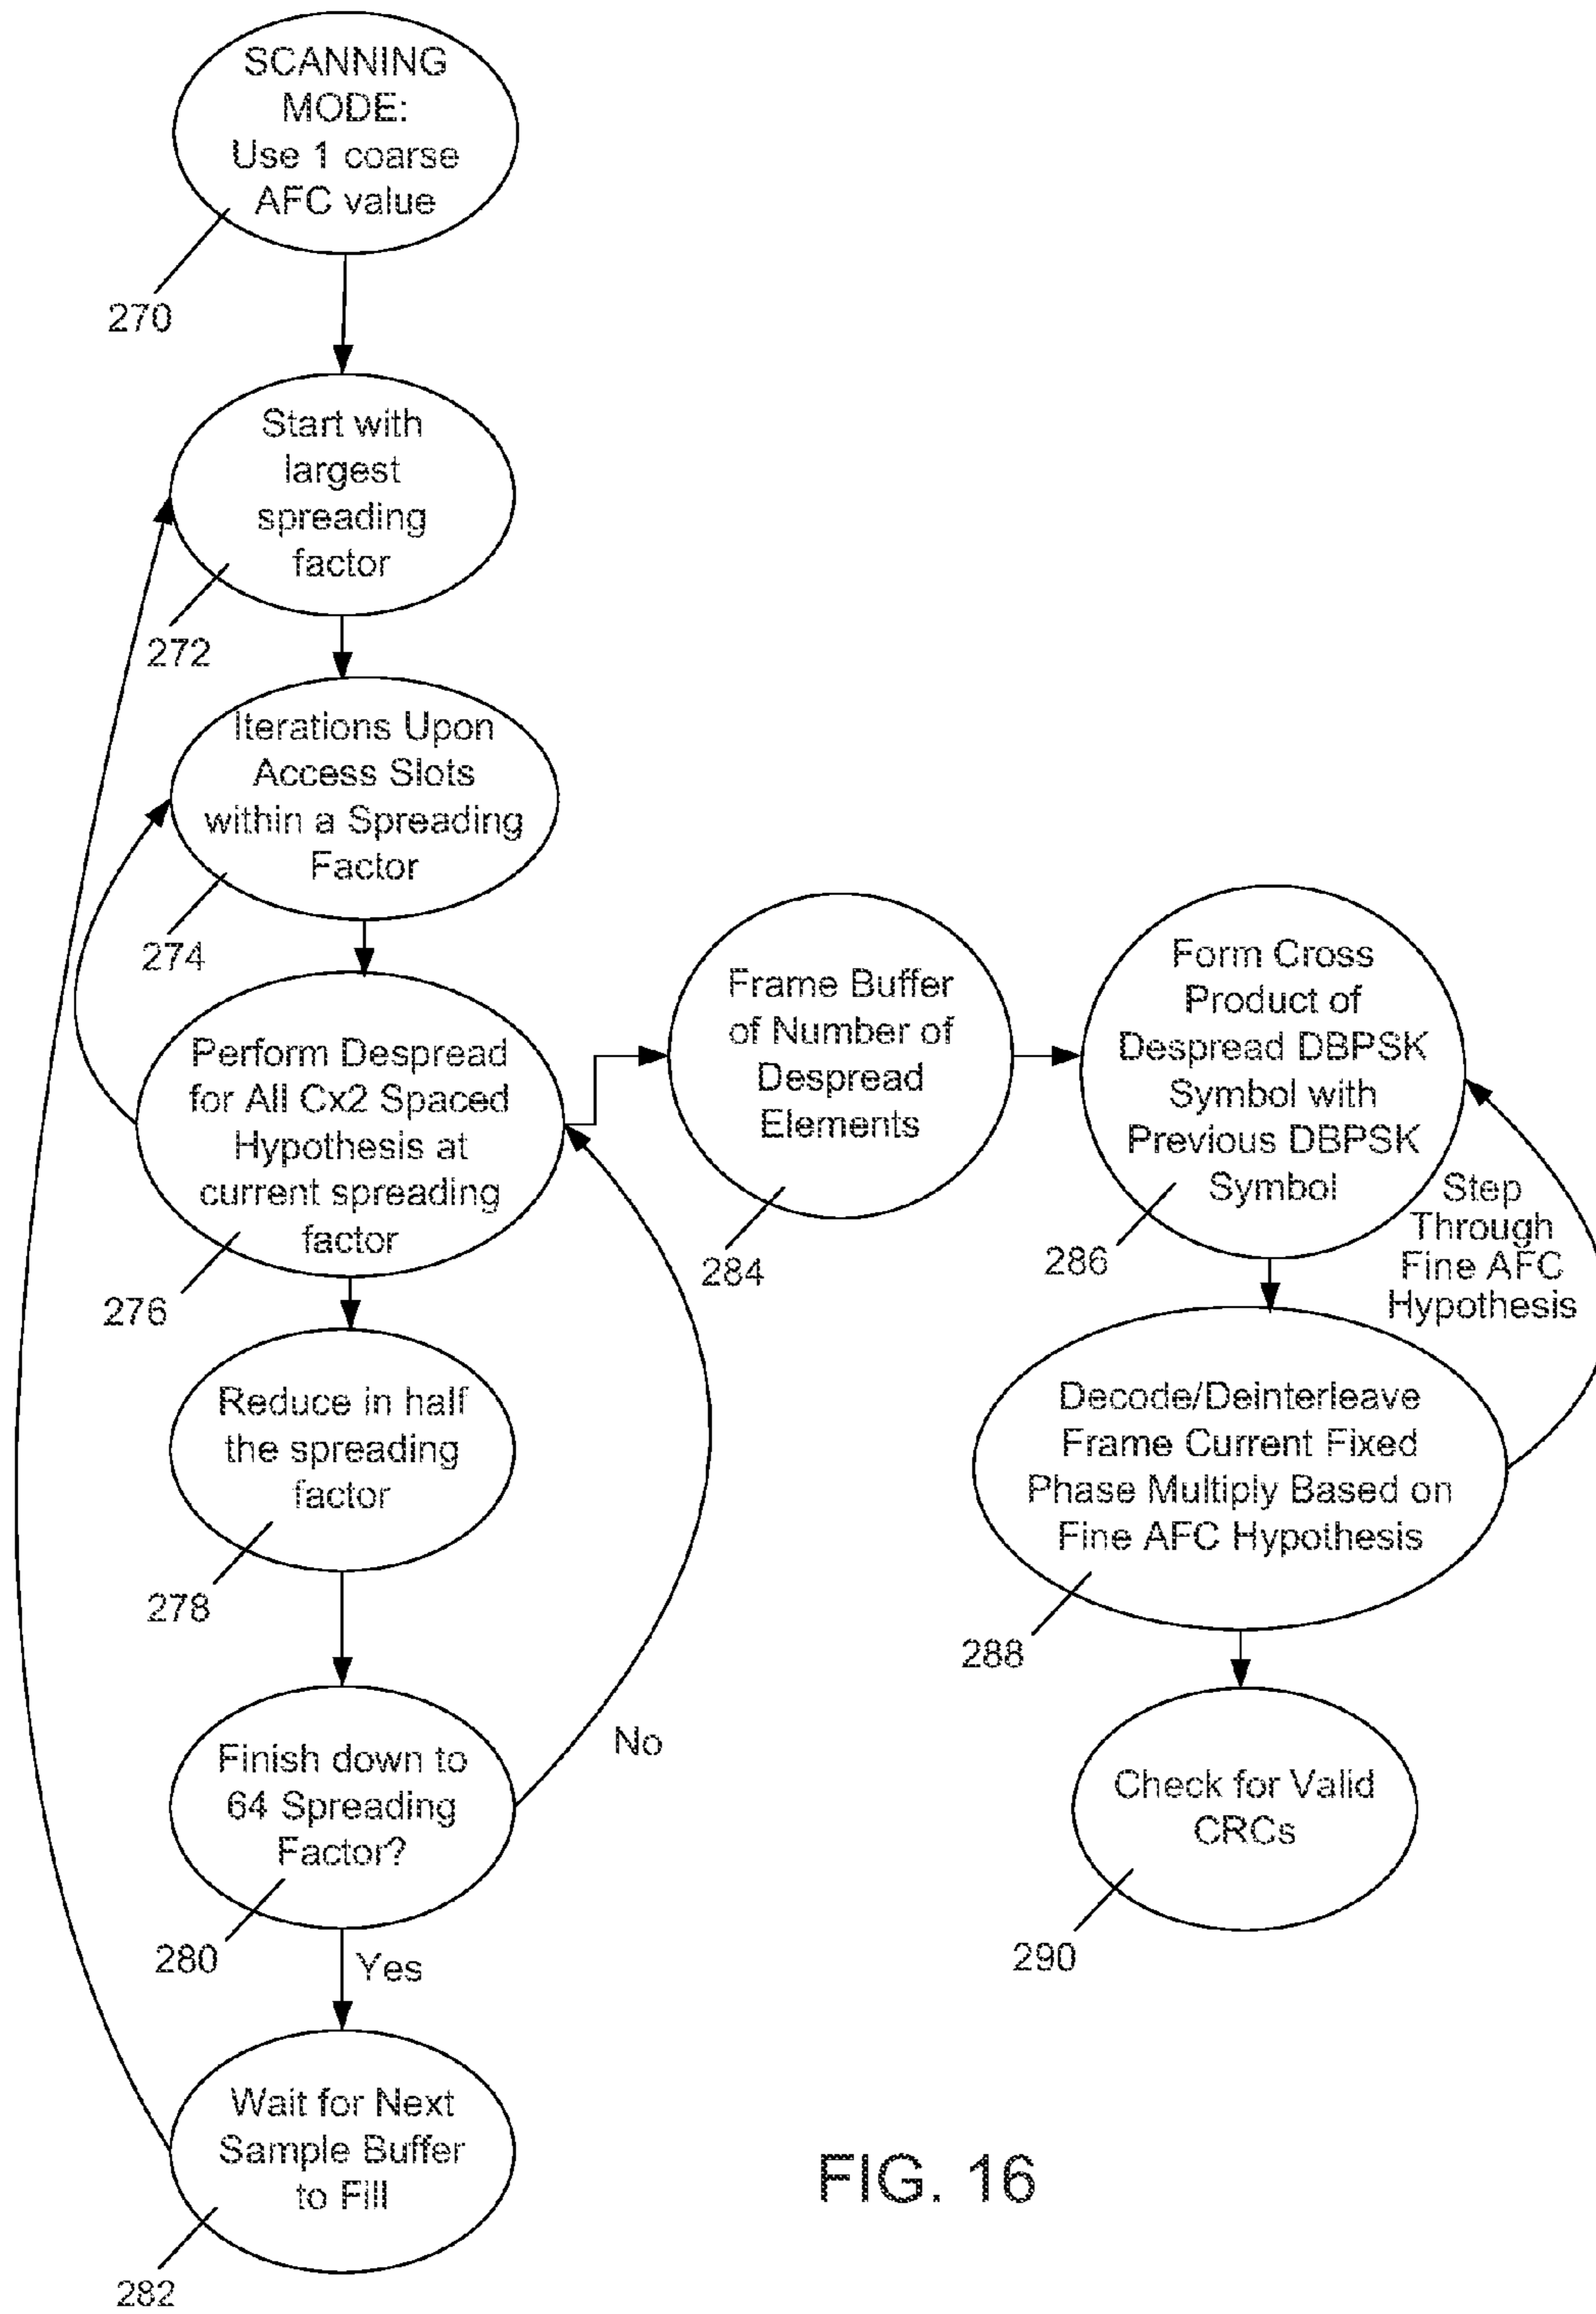 SCANNING
MODE:
Use 1 coarse
AFC value
270
Start with
largest
spreading
factor
272
Iterations Upon
Access Slots
within a Spreading
Factor
274
Perform Despread
for All Cx2 Spaced
Hypothesis at
current spreading
factor
276
Reduce in half
the spreading
factor
278
Finish down to
64 Spreading
Factor?
280
No
Yes
Wait for Next
Sample Buffer
to Fill
282
Frame Buffer
of Number of
Despread
Elements
284
Form Cross
Product of
Despread DBPSK
Symbol with
Previous DBPSK
Symbol
286
Step
Through
Fine AFC
Hypothesis
Decode/Deinterleave
Frame Current Fixed
Phase Multiply Based on
Fine AFC Hypothesis
288
Check for Valid
CRCs
290
FIG. 16